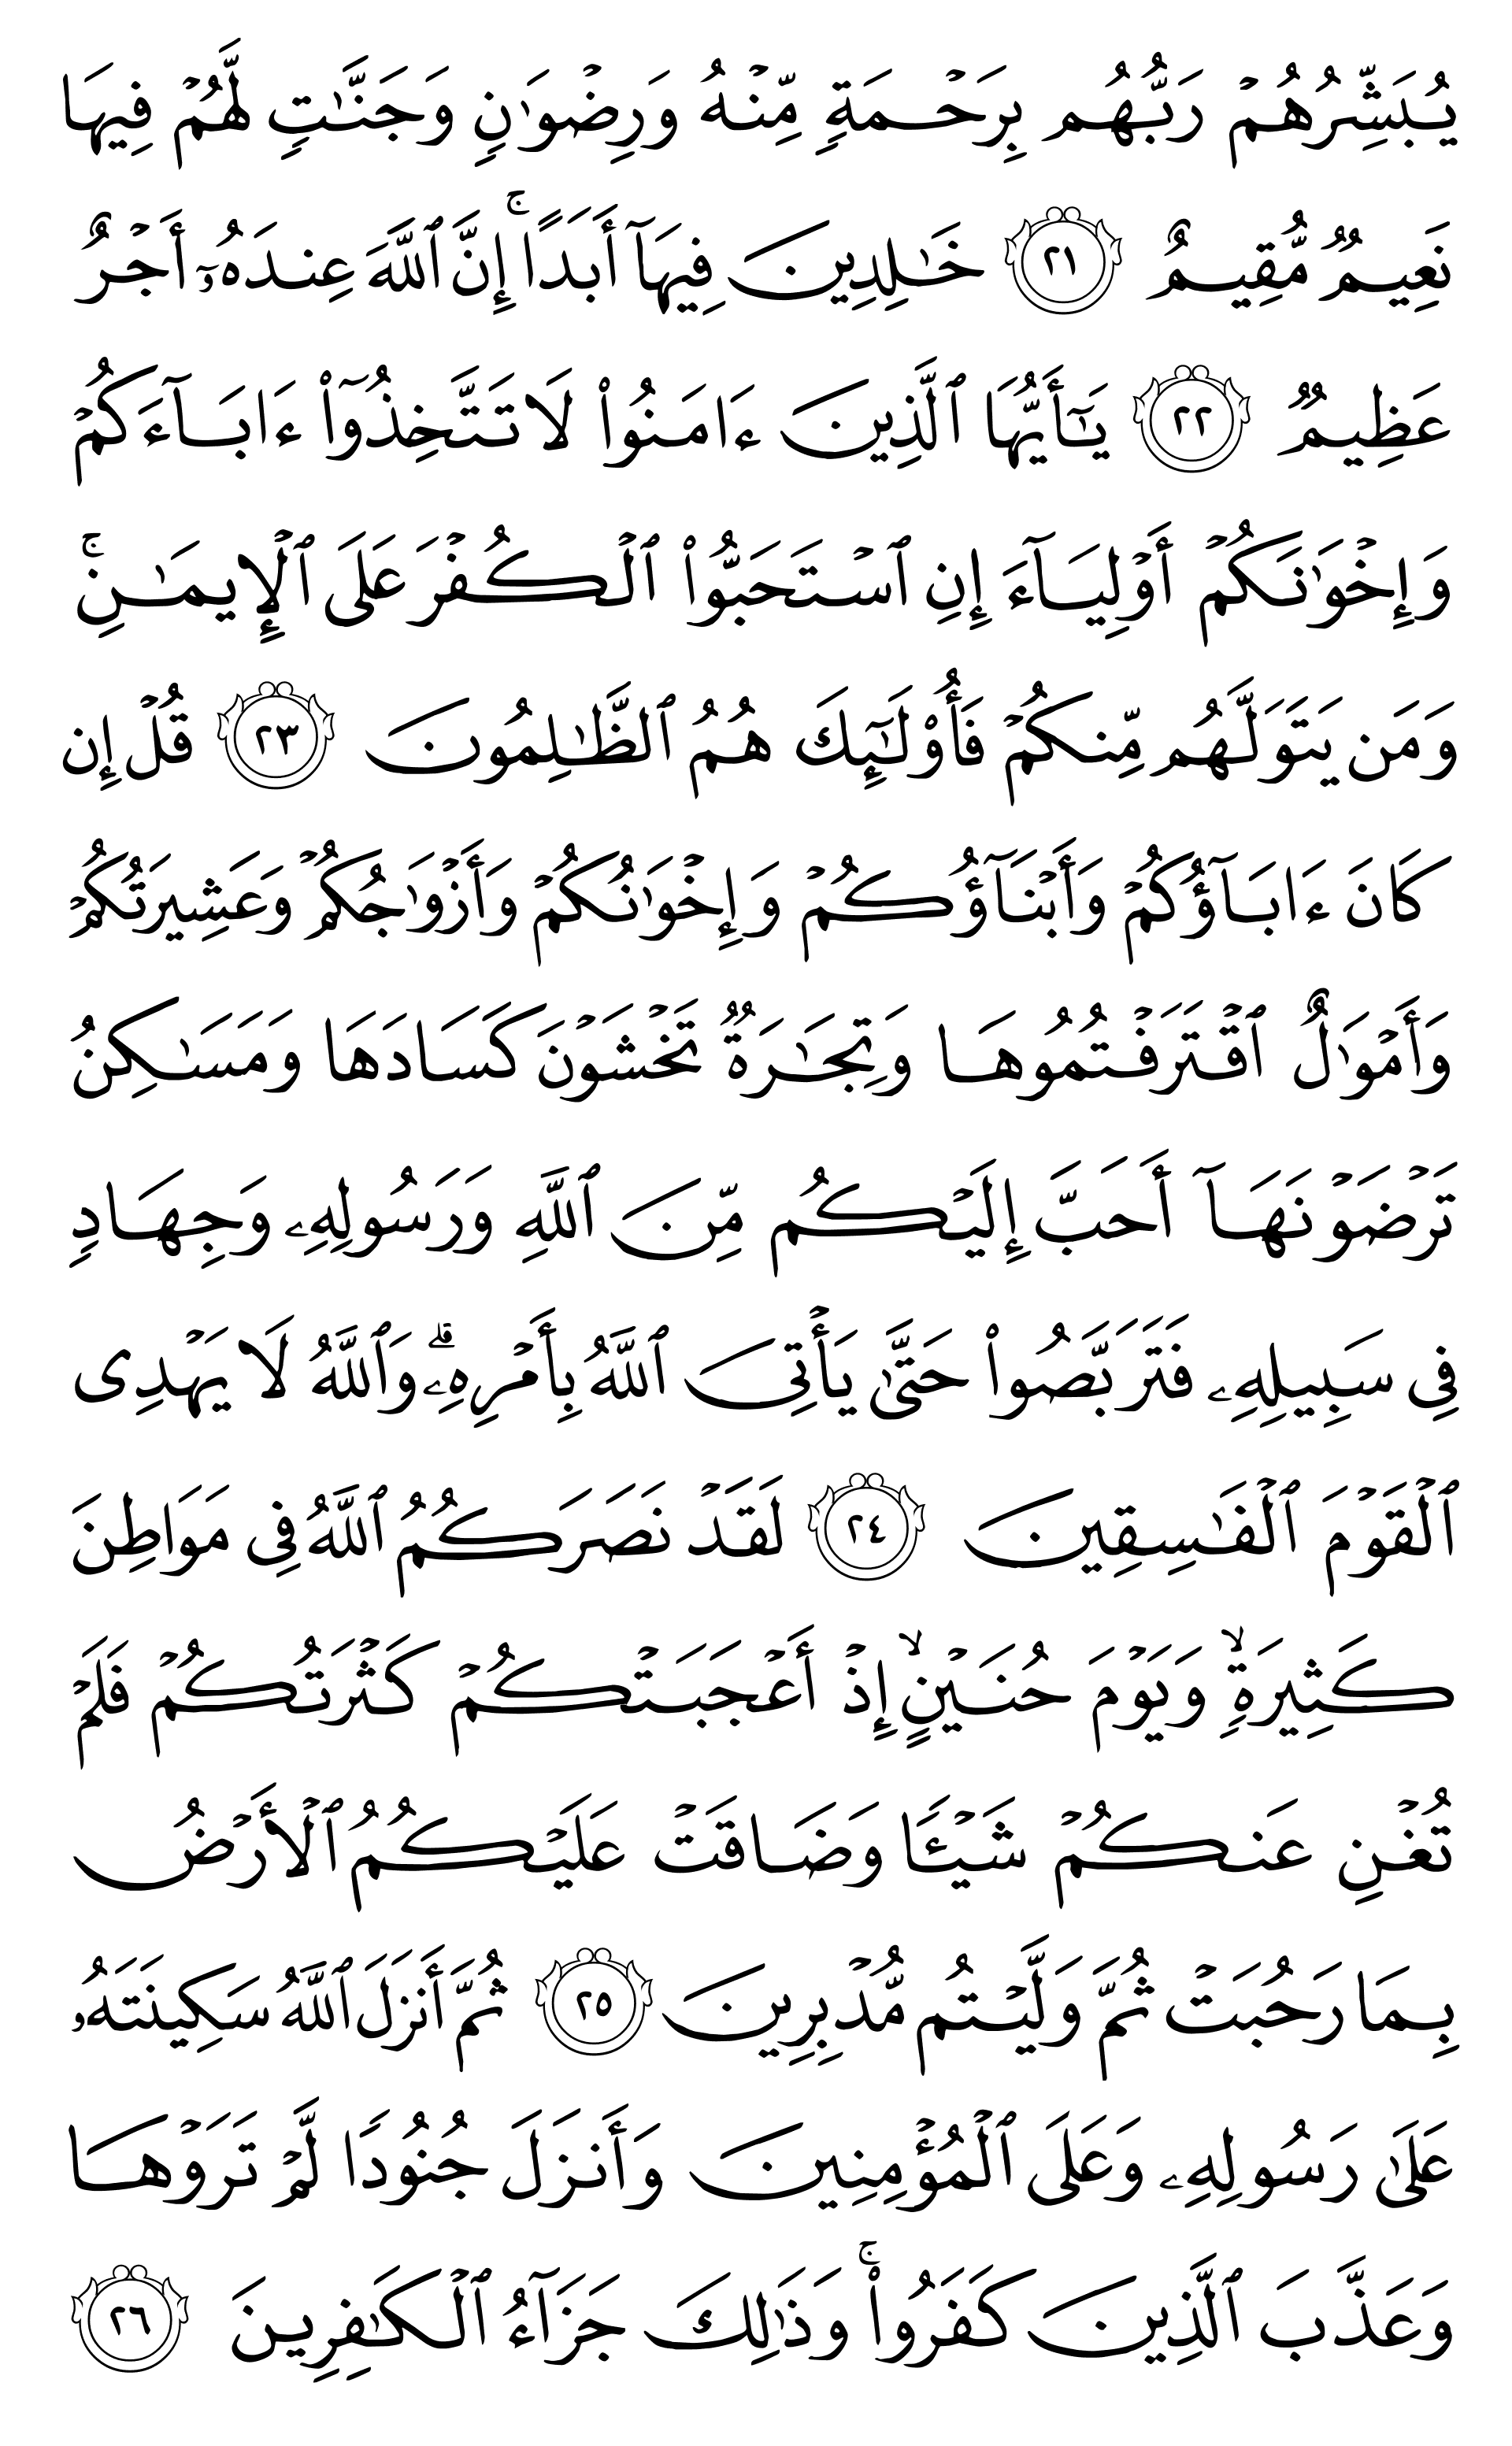 يُبَشِّرُهُمۡ رَبُّهُم بِرَحۡمَةٖ مِّنۡهُ وَرِضۡوَٰنٖ وَجَنَّٰتٖ لَّهُمۡ فِيهَا
نَعِيمٞ مُّقِيمٌ ٢١ خَٰلِدِينَ فِيهَآ أَبَدًاۚ إِنَّ ٱللَّهَ عِندَهُۥٓ أَجۡرٌ
عَظِيمٞ ٢٢ يَٰٓأَيُّهَا ٱلَّذِينَ ءَامَنُواْ لَا تَتَّخِذُوٓاْ ءَابَآءَكُمۡ
وَإِخۡوَٰنَكُمۡ أَوۡلِيَآءَ إِنِ ٱسۡتَحَبُّواْ ٱلۡكُفۡرَ عَلَى ٱلۡإِيمَٰنِۚ
وَمَن يَتَوَلَّهُم مِّنكُمۡ فَأُوْلَٰٓئِكَ هُمُ ٱلظَّٰلِمُونَ ٢٣ قُلۡ إِن
كَانَ ءَابَآؤُكُمۡ وَأَبۡنَآؤُكُمۡ وَإِخۡوَٰنُكُمۡ وَأَزۡوَٰجُكُمۡ وَعَشِيرَتُكُمۡ
وَأَمۡوَٰلٌ ٱقۡتَرَفۡتُمُوهَا وَتِجَٰرَةٞ تَخۡشَوۡنَ كَسَادَهَا وَمَسَٰكِنُ
تَرۡضَوۡنَهَآ أَحَبَّ إِلَيۡكُم مِّنَ ٱللَّهِ وَرَسُولِهِۦ وَجِهَادٖ
فِي سَبِيلِهِۦ فَتَرَبَّصُواْ حَتَّىٰ يَأۡتِيَ ٱللَّهُ بِأَمۡرِهِۦۗ وَٱللَّهُ لَا يَهۡدِي
ٱلۡقَوۡمَ ٱلۡفَٰسِقِينَ ٢٤ لَقَدۡ نَصَرَكُمُ ٱللَّهُ فِي مَوَاطِنَ
كَثِيرَةٖ وَيَوۡمَ حُنَيۡنٍ إِذۡ أَعۡجَبَتۡكُمۡ كَثۡرَتُكُمۡ فَلَمۡ
تُغۡنِ عَنكُمۡ شَيۡـٔٗا وَضَاقَتۡ عَلَيۡكُمُ ٱلۡأَرۡضُ
بِمَا رَحُبَتۡ ثُمَّ وَلَّيۡتُم مُّدۡبِرِينَ ٢٥ ثُمَّ أَنزَلَ ٱللَّهُ سَكِينَتَهُۥ
عَلَىٰ رَسُولِهِۦ وَعَلَى ٱلۡمُؤۡمِنِينَ وَأَنزَلَ جُنُودٗا لَّمۡ تَرَوۡهَا
وَعَذَّبَ ٱلَّذِينَ كَفَرُواْۚ وَذَٰلِكَ جَزَآءُ ٱلۡكَٰفِرِينَ ٢٦